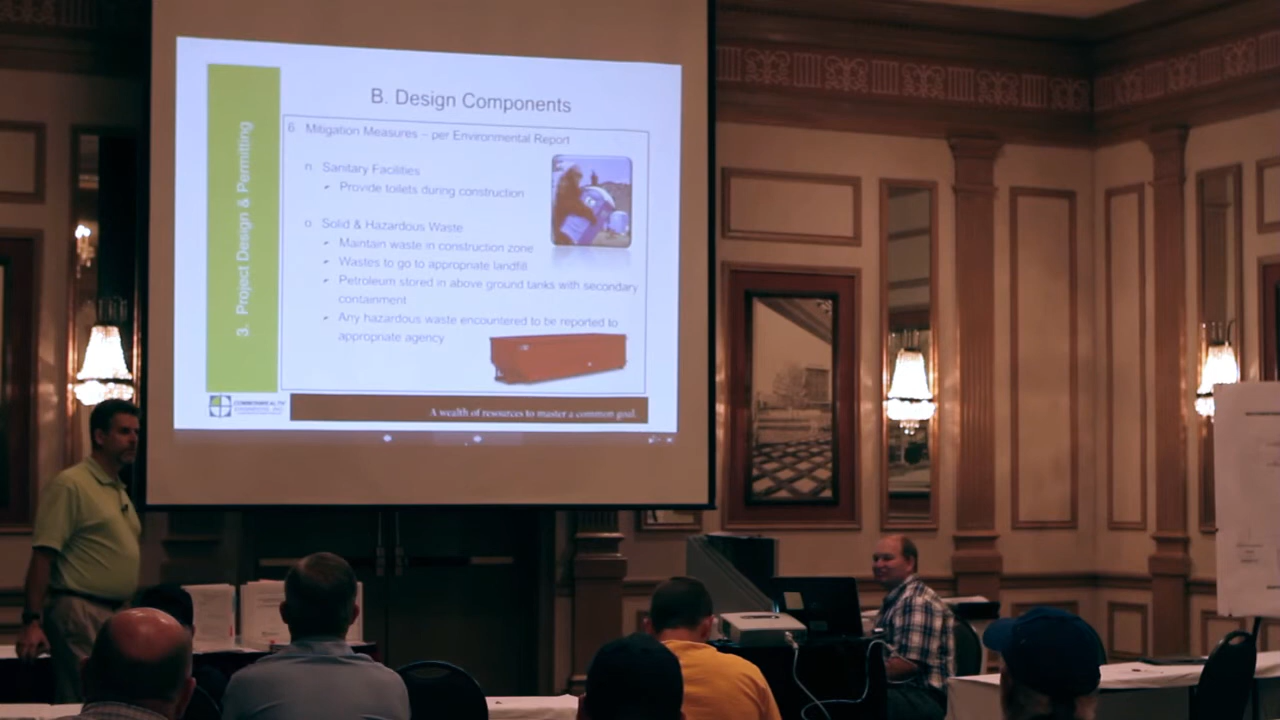 B. Design Components
3. Project Design & Permitting
6 Mitigation Measures – per Environmental Report
n. Sanitary Facilities
Provide toilets during construction
o Solid & Hazardous Waste
Maintain waste in construction zone
Wastes to go to appropriate landfill
Petroleum stored in above ground tanks with secondary
containment
Any hazardous waste encountered to be reported to
appropriate agency
COMMONWEALTH
ENGINEERS, INC.
A wealth of resources to master a common goal.